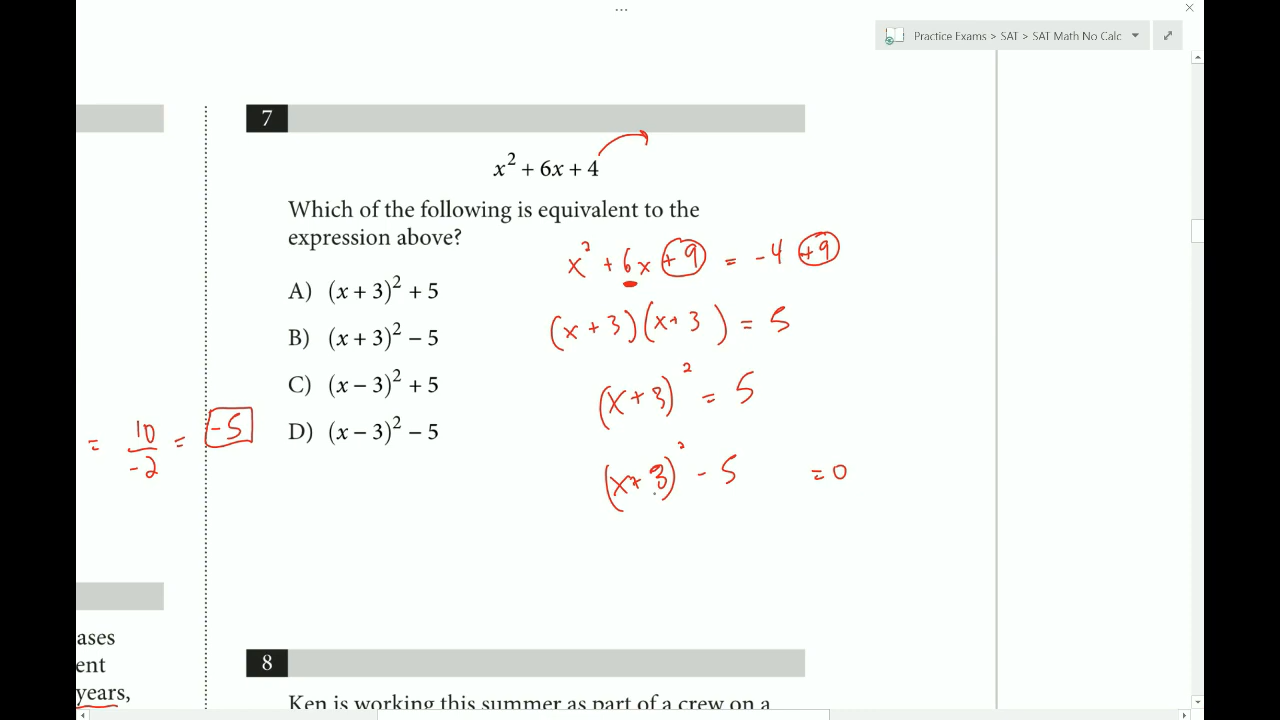 ...
Practice Exams > SAT > SAT Math No Calc
7
x² + 6x + 4
Which of the following is equivalent to the
expression above?
x² + 6x +9 = -4 +9
A) (x + 3)² + 5
(x + 3)(x+3) = 5
B) (x + 3)² − 5
C) (x − 3)² + 5
(x+3)² = 5
D) (x − 3)² − 5
= 10/-2 = -5
(x+3)² - 5 = 0
ases
ent
years,
8
Ken is working this summer as part of a crew on a